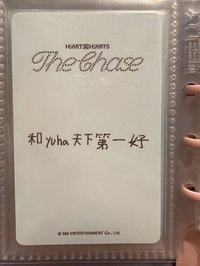 HEARTS2HEARTS
The Chase
和yuha天下第一好
© SM ENTERTAINMENT Co., Ltd.